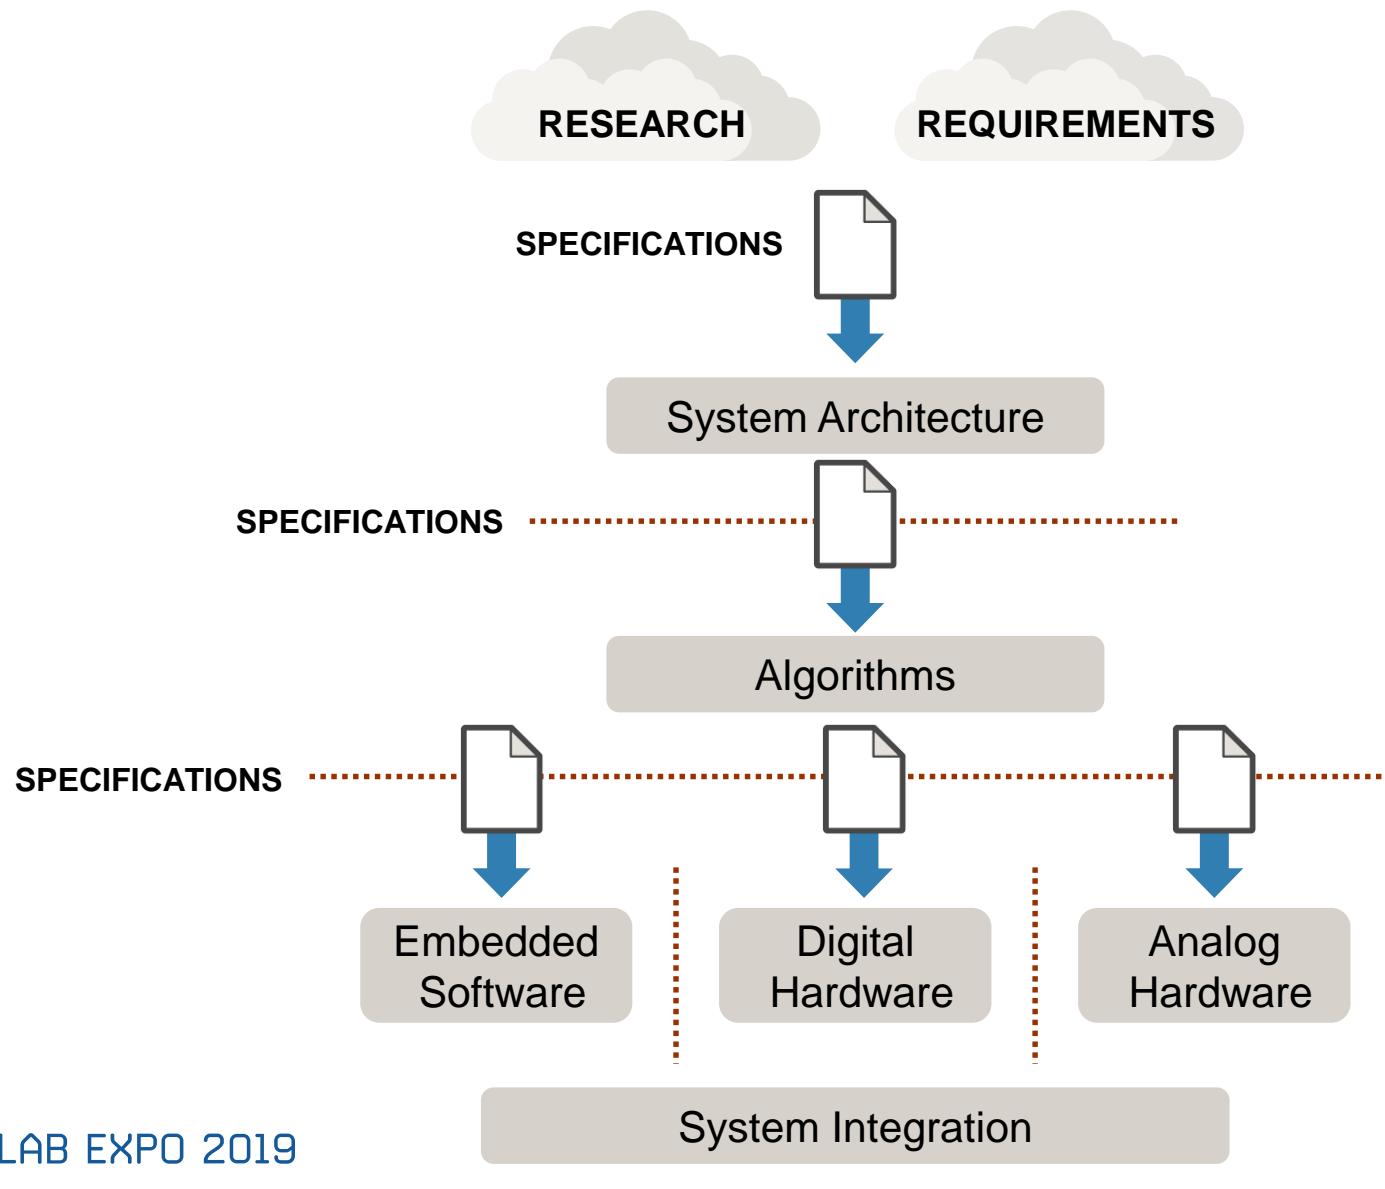 RESEARCH
REQUIREMENTS
SPECIFICATIONS
System Architecture
SPECIFICATIONS
Algorithms
SPECIFICATIONS
Embedded
Software
Digital
Hardware
Analog
Hardware
System Integration
LAB EXPO 2019